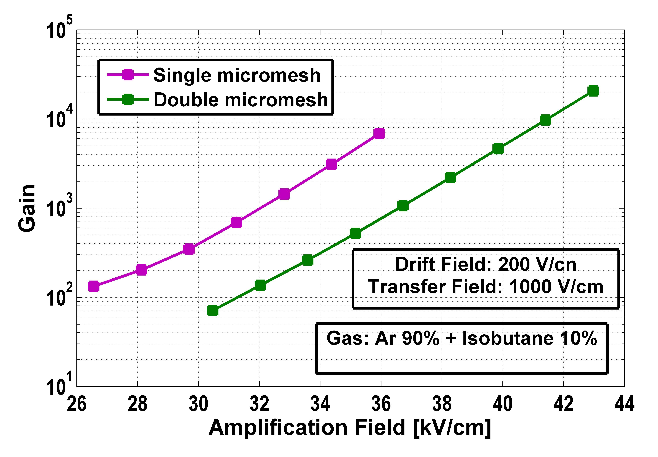 10^5
10^4
10^3
10^2
10^1
Gain
Single micromesh
Double micromesh
Drift Field: 200 V/cn
Transfer Field: 1000 V/cm
Gas: Ar 90% + Isobutane 10%
26 28 30 32 34 36 38 40 42 44
Amplification Field [kV/cm]